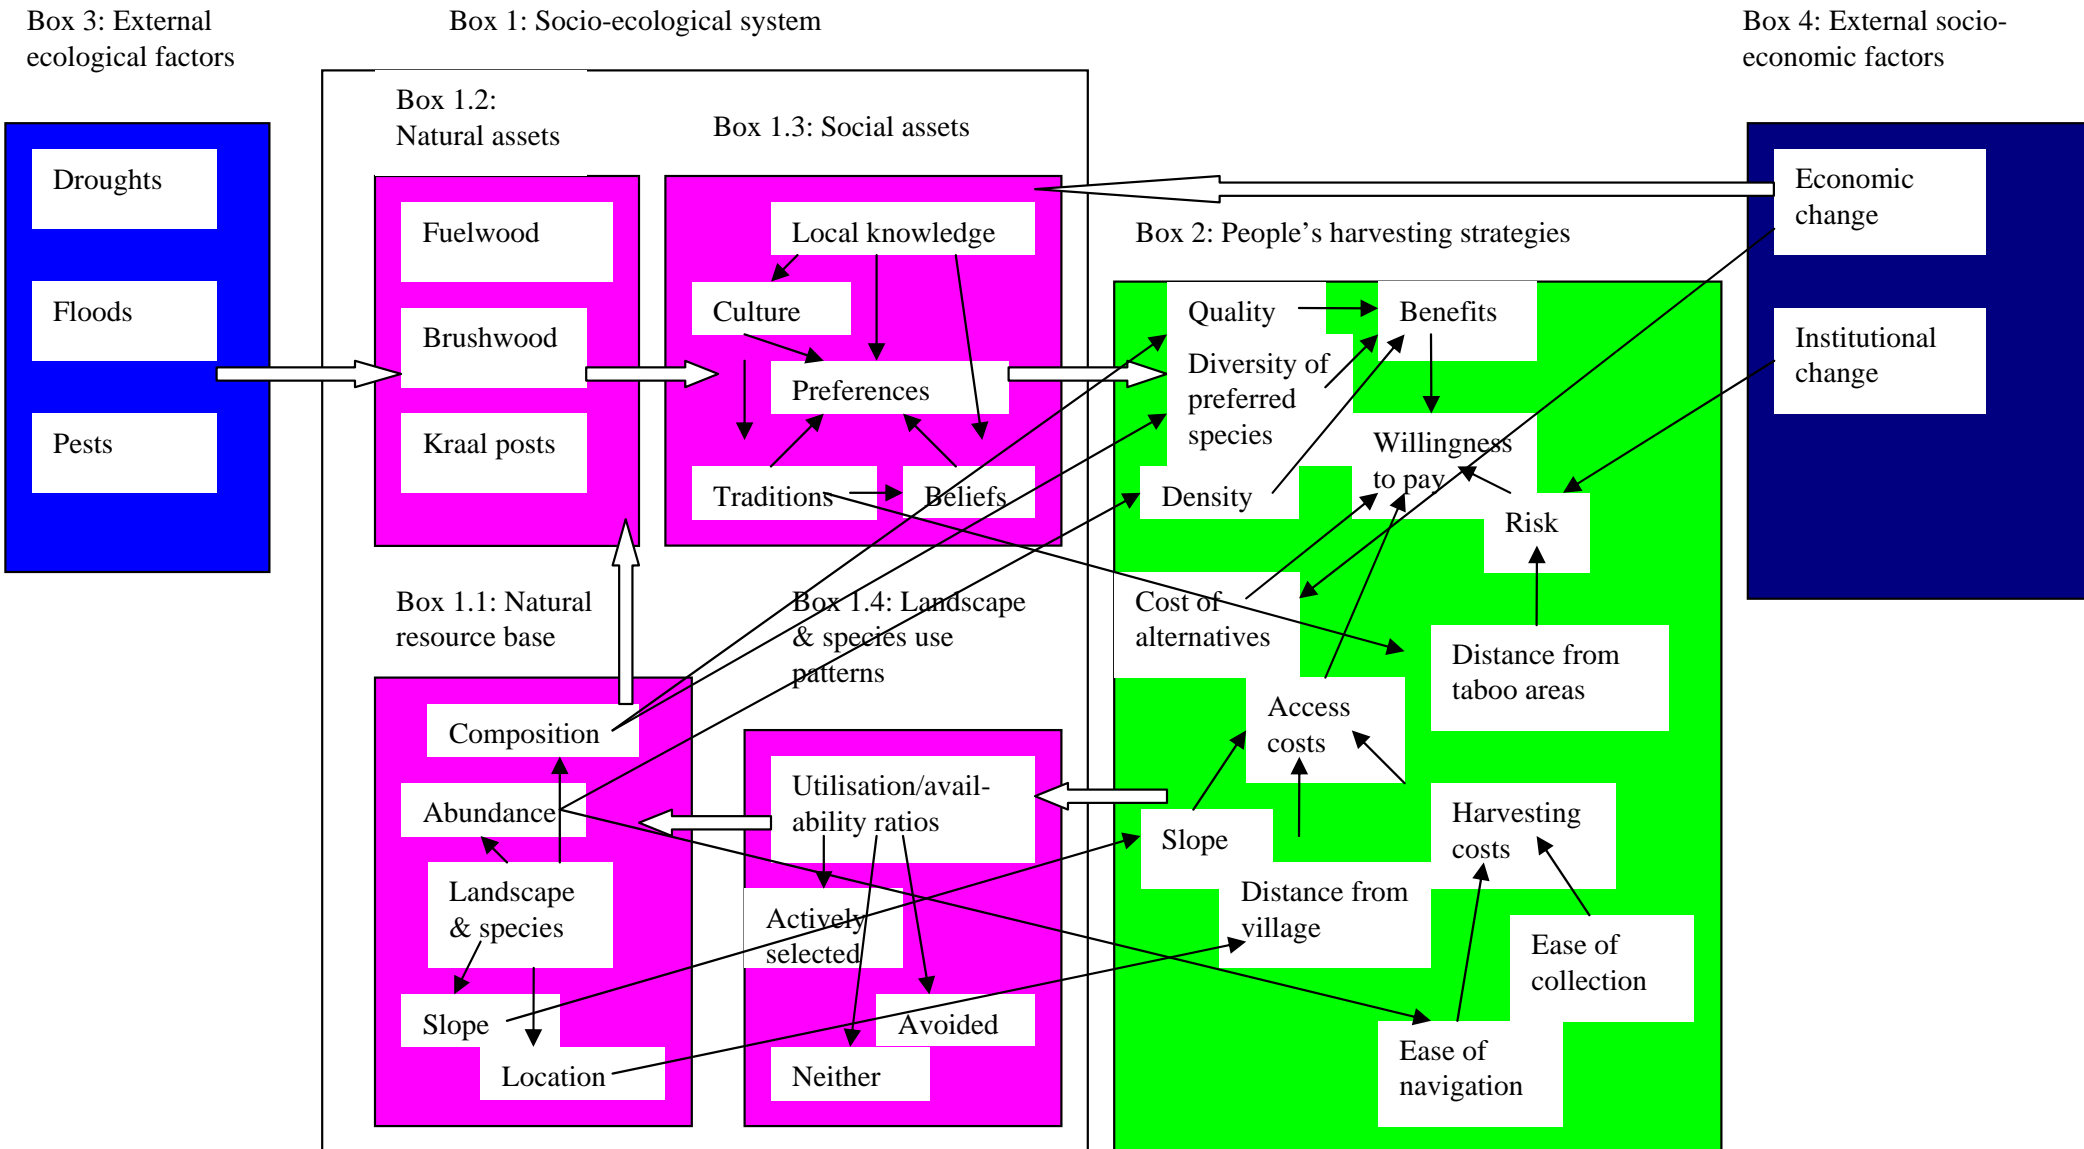 Box 3: External
ecological factors
Box 1: Socio-ecological system
Box 4: External socio-
economic factors
Box 1.2:
Natural assets
Box 1.3: Social assets
Droughts
Floods
Pests
Fuelwood
Brushwood
Kraal posts
Local knowledge
Culture
Preferences
Traditions
Beliefs
Box 2: People’s harvesting strategies
Quality
Benefits
Diversity of
preferred
species
Willingness
to pay
Density
Risk
Cost of
alternatives
Distance from
taboo areas
Access
costs
Harvesting
costs
Slope
Distance from
village
Ease of
collection
Ease of
navigation
Economic
change
Institutional
change
Box 1.1: Natural
resource base
Box 1.4: Landscape
& species use
patterns
Composition
Abundance
Landscape
& species
Slope
Location
Utilisation/avail-
ability ratios
Actively
selected
Avoided
Neither